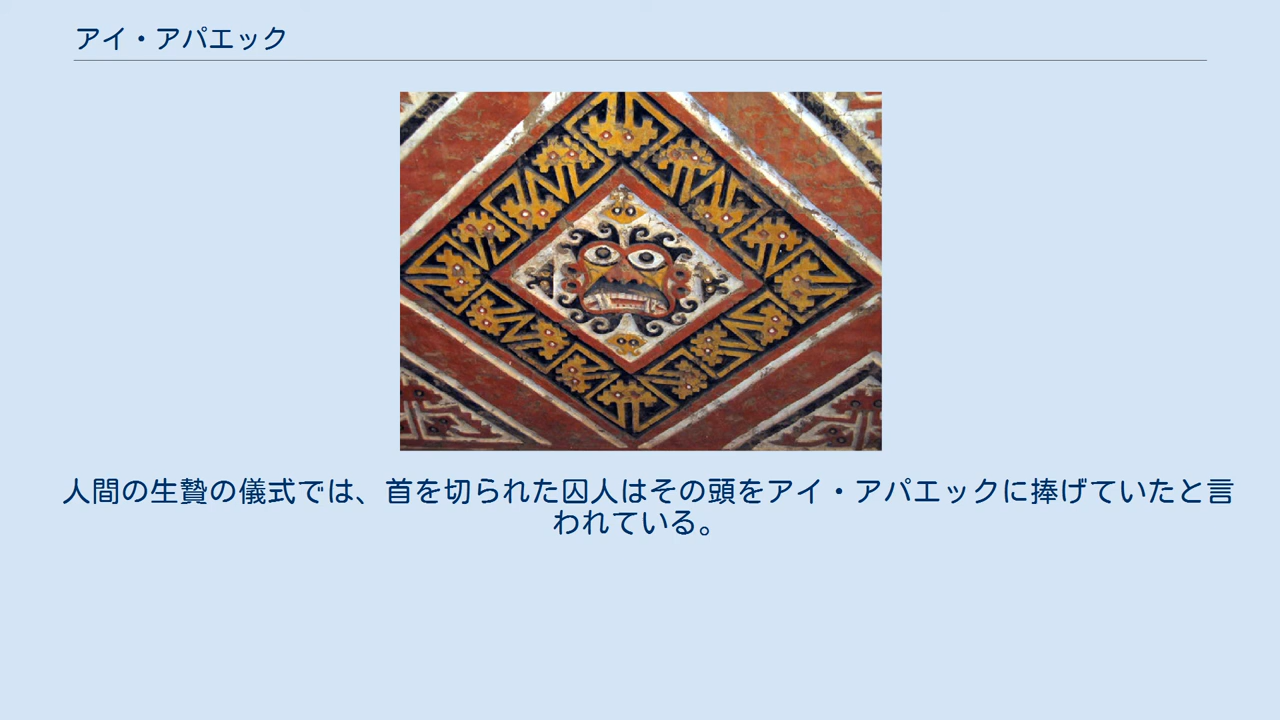 アイ・アパエック
人間の生贄の儀式では、首を切られた囚人はその頭をアイ・アパエックに捧げていたと言
われている。